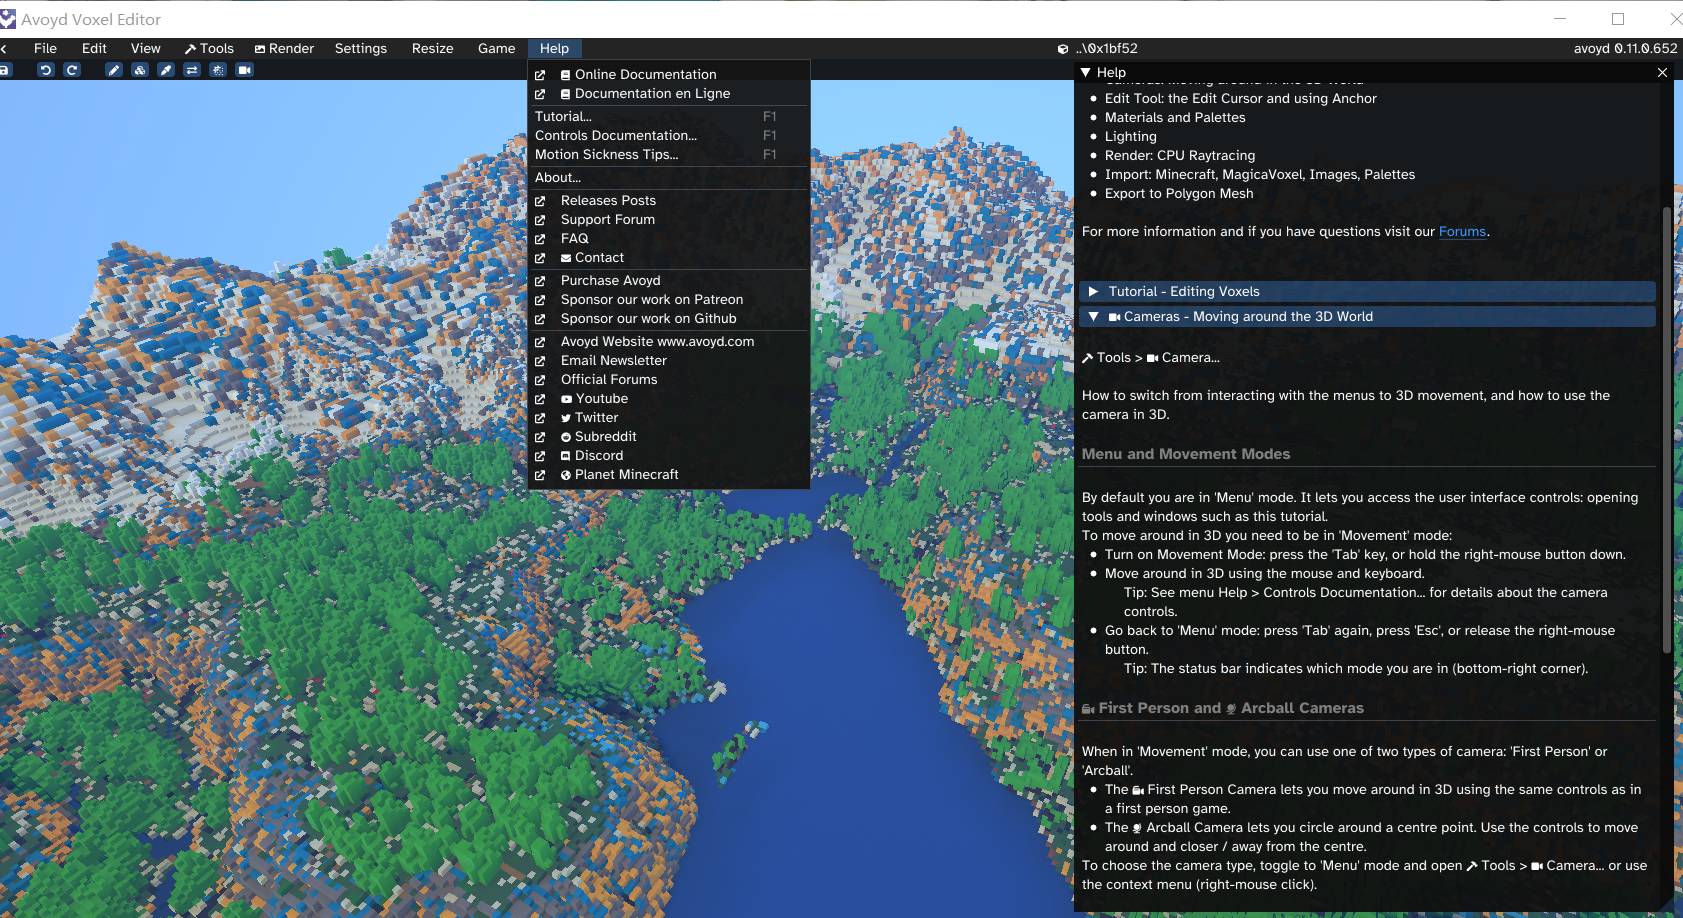 Avoyd Voxel Editor
File Edit View Tools Render Settings Resize Game Help
..\0x1bf52
avoyd 0.11.0.652
Online Documentation
Documentation en Ligne
Tutorial... F1
Controls Documentation... F1
Motion Sickness Tips... F1
About...
Releases Posts
Support Forum
FAQ
Contact
Purchase Avoyd
Sponsor our work on Patreon
Sponsor our work on Github
Avoyd Website www.avoyd.com
Email Newsletter
Official Forums
Youtube
Twitter
Subreddit
Discord
Planet Minecraft
Help
Edit Tool: the Edit Cursor and using Anchor
Materials and Palettes
Lighting
Render: CPU Raytracing
Import: Minecraft, MagicaVoxel, Images, Palettes
Export to Polygon Mesh
For more information and if you have questions visit our Forums.
Tutorial - Editing Voxels
Cameras - Moving around the 3D World
Tools > Camera...
How to switch from interacting with the menus to 3D movement, and how to use the
camera in 3D.
Menu and Movement Modes
By default you are in 'Menu' mode. It lets you access the user interface controls: opening
tools and windows such as this tutorial.
To move around in 3D you need to be in 'Movement' mode:
Turn on Movement Mode: press the 'Tab' key, or hold the right-mouse button down.
Move around in 3D using the mouse and keyboard.
Tip: See menu Help > Controls Documentation... for details about the camera
controls.
Go back to 'Menu' mode: press 'Tab' again, press 'Esc', or release the right-mouse
button.
Tip: The status bar indicates which mode you are in (bottom-right corner).
First Person and Arcball Cameras
When in 'Movement' mode, you can use one of two types of camera: 'First Person' or
'Arcball'.
The First Person Camera lets you move around in 3D using the same controls as in
a first person game.
The Arcball Camera lets you circle around a centre point. Use the controls to move
around and closer / away from the centre.
To choose the camera type, toggle to 'Menu' mode and open Tools > Camera... or use
the context menu (right-mouse click).